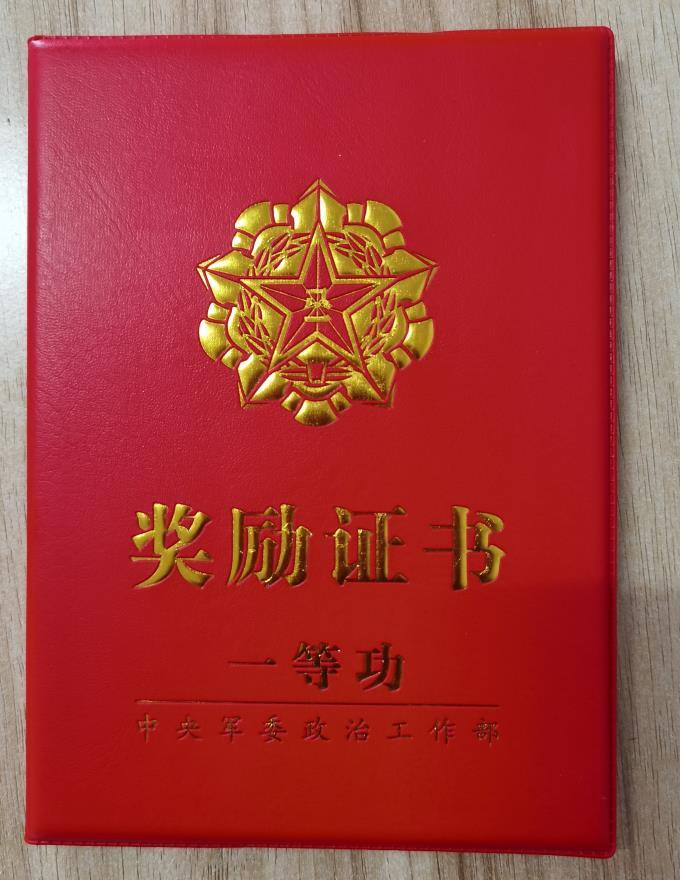 奖励证书
一等功
中央军委政治工作部